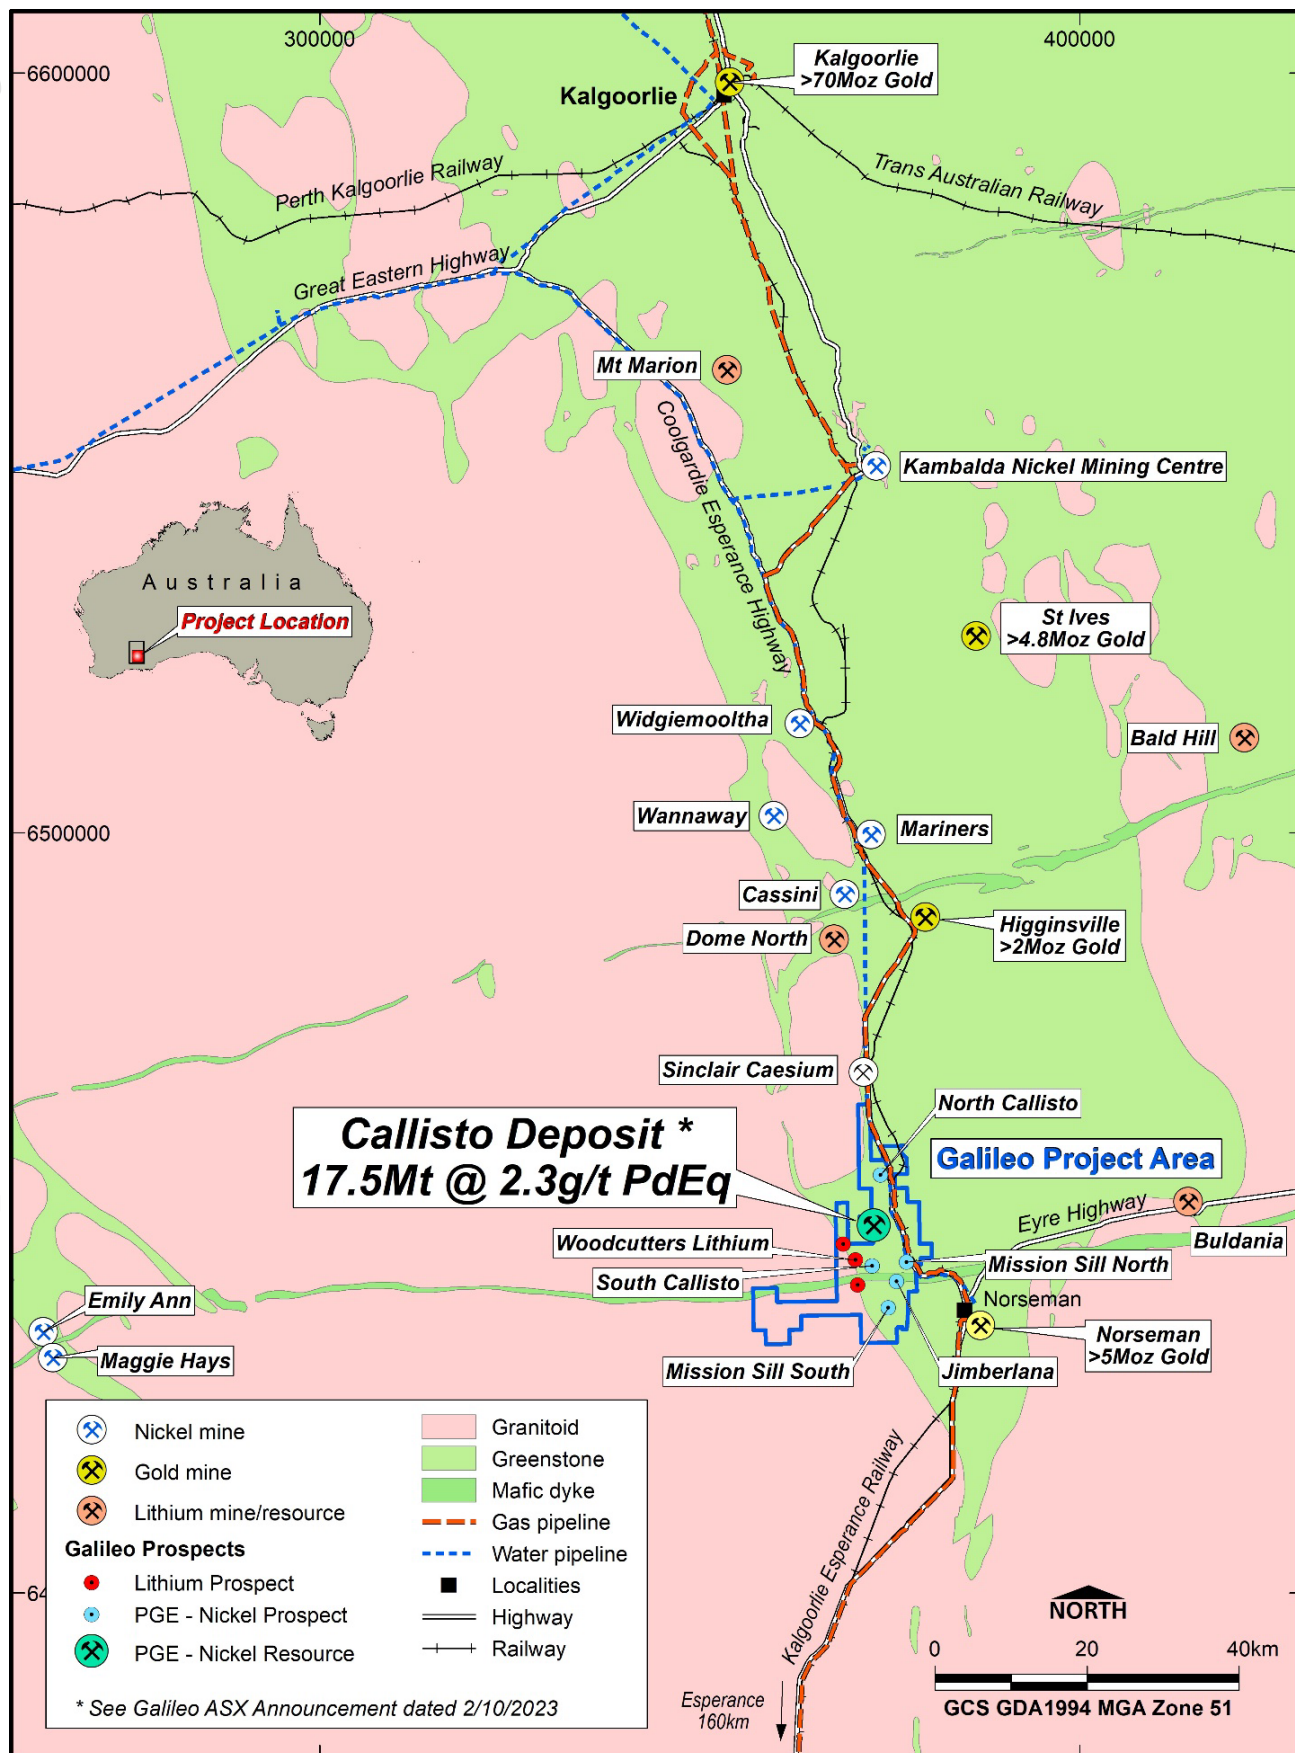 300000
400000
6600000
Kalgoorlie
>70Moz Gold
Kalgoorlie
Perth Kalgoorlie Railway
Trans Australian Railway
Great Eastern Highway
Mt Marion
Coolgardie Esperance Highway
Kambalda Nickel Mining Centre
Australia
Project Location
St Ives
>4.8Moz Gold
Widgiemooltha
Bald Hill
Wannaway
Mariners
6500000
Cassini
Dome North
Higginsville
>2Moz Gold
Sinclair Caesium
North Callisto
Callisto Deposit *
17.5Mt @ 2.3g/t PdEq
Galileo Project Area
Eyre Highway
Woodcutters Lithium
Buldania
South Callisto
Mission Sill North
Emily Ann
Norseman
Maggie Hays
Norseman
>5Moz Gold
Mission Sill South
Jimberlana
Nickel mine
Gold mine
Lithium mine/resource
Galileo Prospects
Lithium Prospect
PGE - Nickel Prospect
PGE - Nickel Resource
Granitoid
Greenstone
Mafic dyke
Gas pipeline
Water pipeline
Localities
Highway
Railway
* See Galileo ASX Announcement dated 2/10/2023
Kalgoorlie Esperance Railway
Esperance
160km
NORTH
0 20 40km
GCS GDA1994 MGA Zone 51